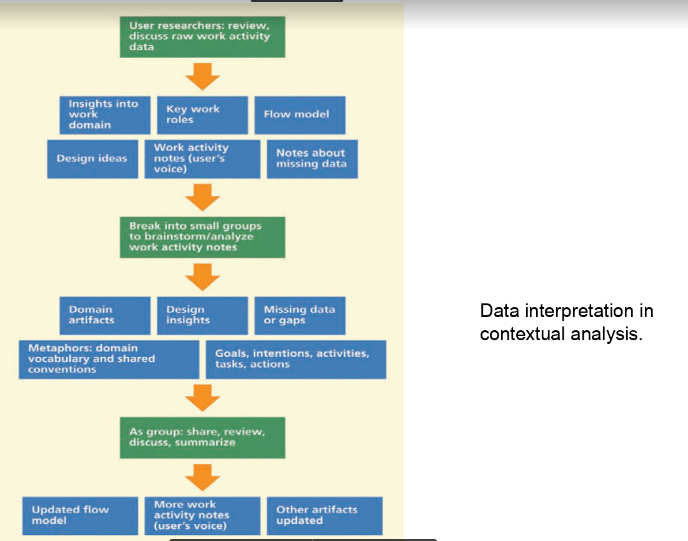 User researchers: review,
discuss raw work activity
data
Insights into
work
domain
Key work
roles
Flow model
Design ideas
Work activity
notes (user's
voice)
Notes about
missing data
Break into small groups
to brainstorm/analyze
work activity notes
Domain
artifacts
Design
insights
Missing data
or gaps
Metaphors: domain
vocabulary and shared
conventions
Goals, intentions, activities,
tasks, actions
As group: share, review,
discuss, summarize
Updated flow
model
More work
activity notes
(user's voice)
Other artifacts
updated
Data interpretation in
contextual analysis.